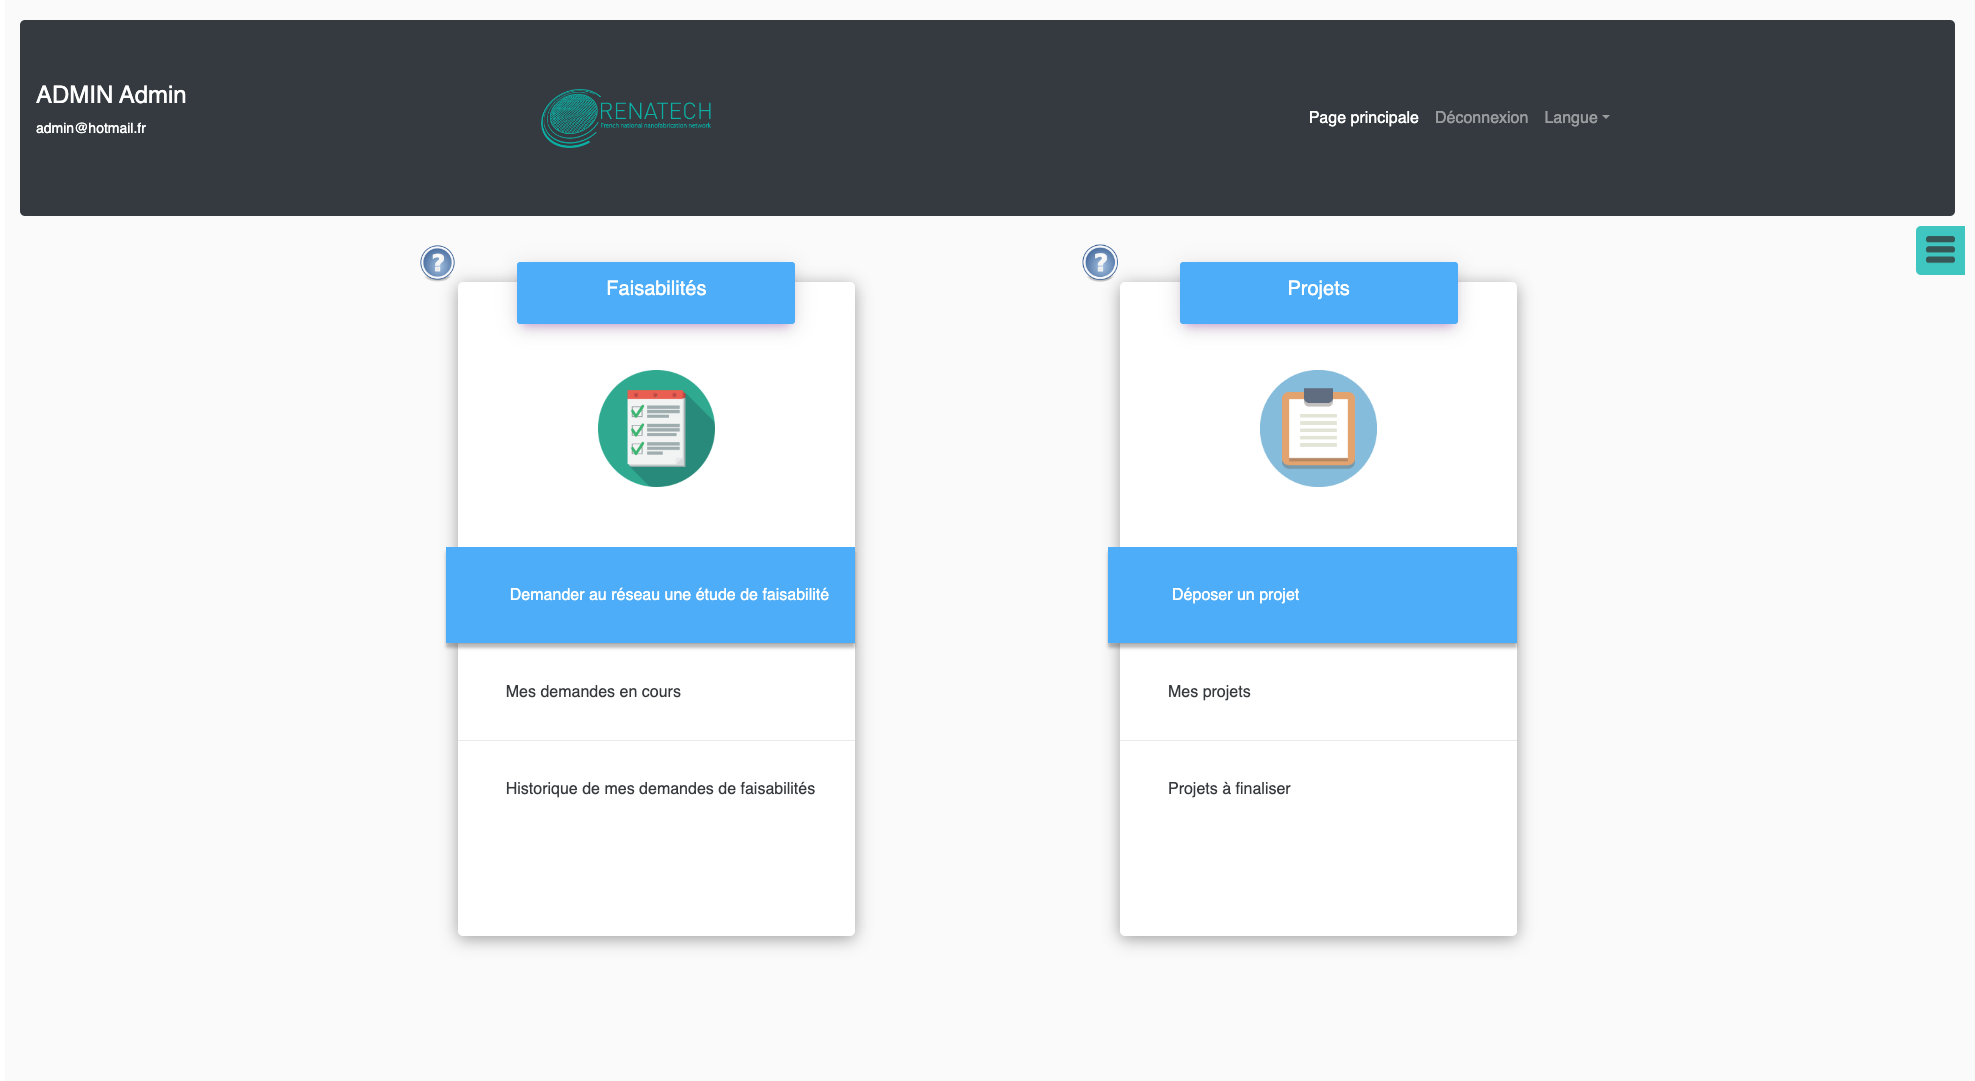 ADMIN Admin
admin@hotmail.fr
RENATECH
French national nanofabrication network
Page principale Déconnexion Langue
?
Faisabilités
Demander au réseau une étude de faisabilité
Mes demandes en cours
Historique de mes demandes de faisabilités
?
Projets
Déposer un projet
Mes projets
Projets à finaliser